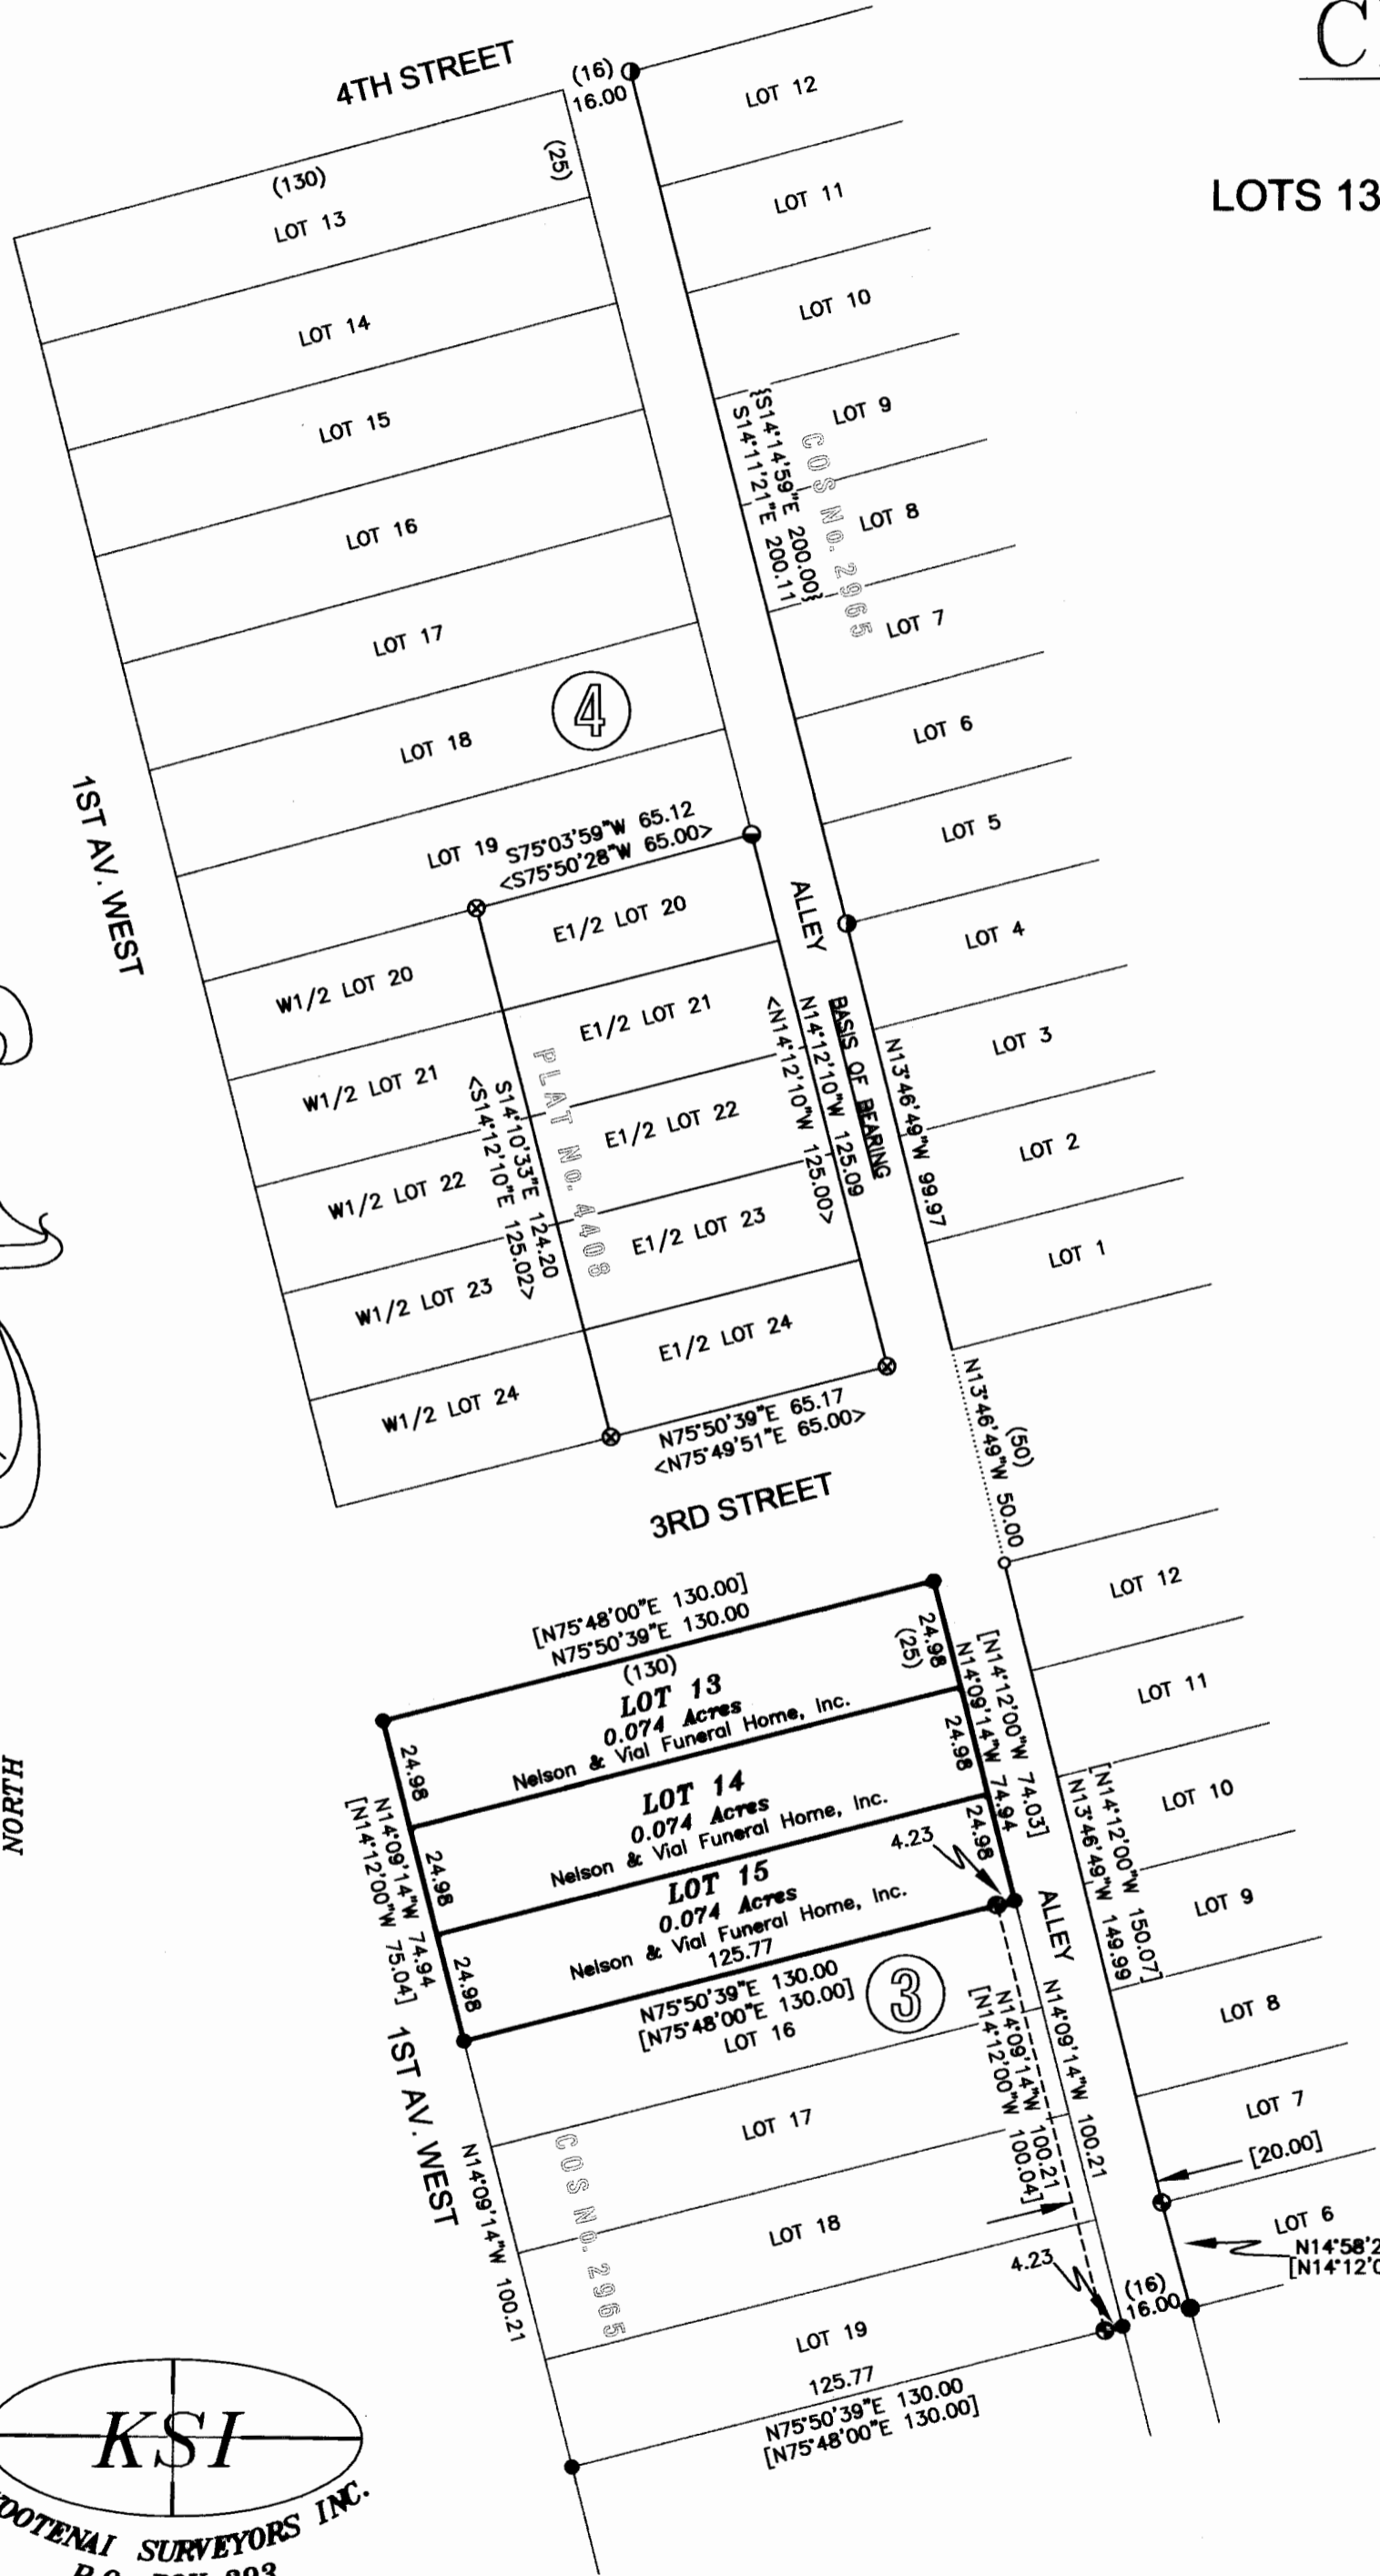 4TH STREET
(16)
16.00
LOT 12
(25)
(130)
LOT 13
LOT 11
LOTS 13
LOT 14
LOT 10
LOT 15
LOT 9
{S14°14'59"E 200.00}
S14°11'21"E 200.11
COS No. 2965
LOT 16
LOT 8
LOT 17
LOT 7
4
LOT 18
LOT 6
1ST AV. WEST
LOT 19
S75°03'59"W 65.12
<S75°50'28"W 65.00>
LOT 5
ALLEY
E1/2 LOT 20
LOT 4
W1/2 LOT 20
E1/2 LOT 21
LOT 3
BASIS OF BEARING
N14°12'10"W 125.09
<N14°12'10"W 125.00>
N13°46'49"W 99.97
W1/2 LOT 21
PLAT No. 4408
S14°10'33"E 124.20
<S14°12'10"E 125.02>
E1/2 LOT 22
LOT 2
W1/2 LOT 22
E1/2 LOT 23
LOT 1
W1/2 LOT 23
E1/2 LOT 24
W1/2 LOT 24
N75°50'39"E 65.17
<N75°49'51"E 65.00>
(50)
N13°46'49"W 50.00
3RD STREET
[N75°48'00"E 130.00]
N75°50'39"E 130.00
(130)
LOT 12
24.98
(25)
[N14°12'00"W 74.03]
N14°09'14"W 74.94
LOT 13
0.074 Acres
Nelson & Vial Funeral Home, Inc.
LOT 11
24.98
24.98
LOT 14
0.074 Acres
Nelson & Vial Funeral Home, Inc.
LOT 10
[N14°12'00"W 150.07]
N13°46'49"W 149.99
NORTH
N14°09'14"W 74.94
[N14°12'00"W 75.04]
24.98
24.98
4.23
LOT 15
0.074 Acres
Nelson & Vial Funeral Home, Inc.
125.77
LOT 9
24.98
ALLEY
N75°50'39"E 130.00
[N75°48'00"E 130.00]
3
LOT 16
LOT 8
N14°09'14"W 100.21
N14°09'14"W 100.21
[N14°12'00"W 100.04]
1ST AV. WEST
LOT 17
LOT 7
[20.00]
N14°09'14"W 100.21
COS No. 2965
LOT 18
LOT 6
4.23
(16)
16.00
LOT 19
125.77
N75°50'39"E 130.00
[N75°48'00"E 130.00]
KSI
SURVEYORS INC.